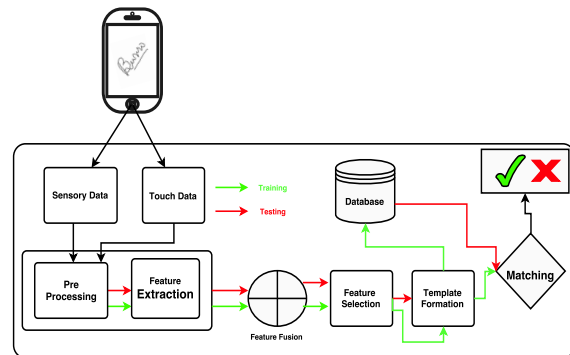 Sensory Data
Touch Data
Training
Testing
Database
Pre
Processing
Feature
Extraction
Feature Fusion
Feature
Selection
Template
Formation
Matching